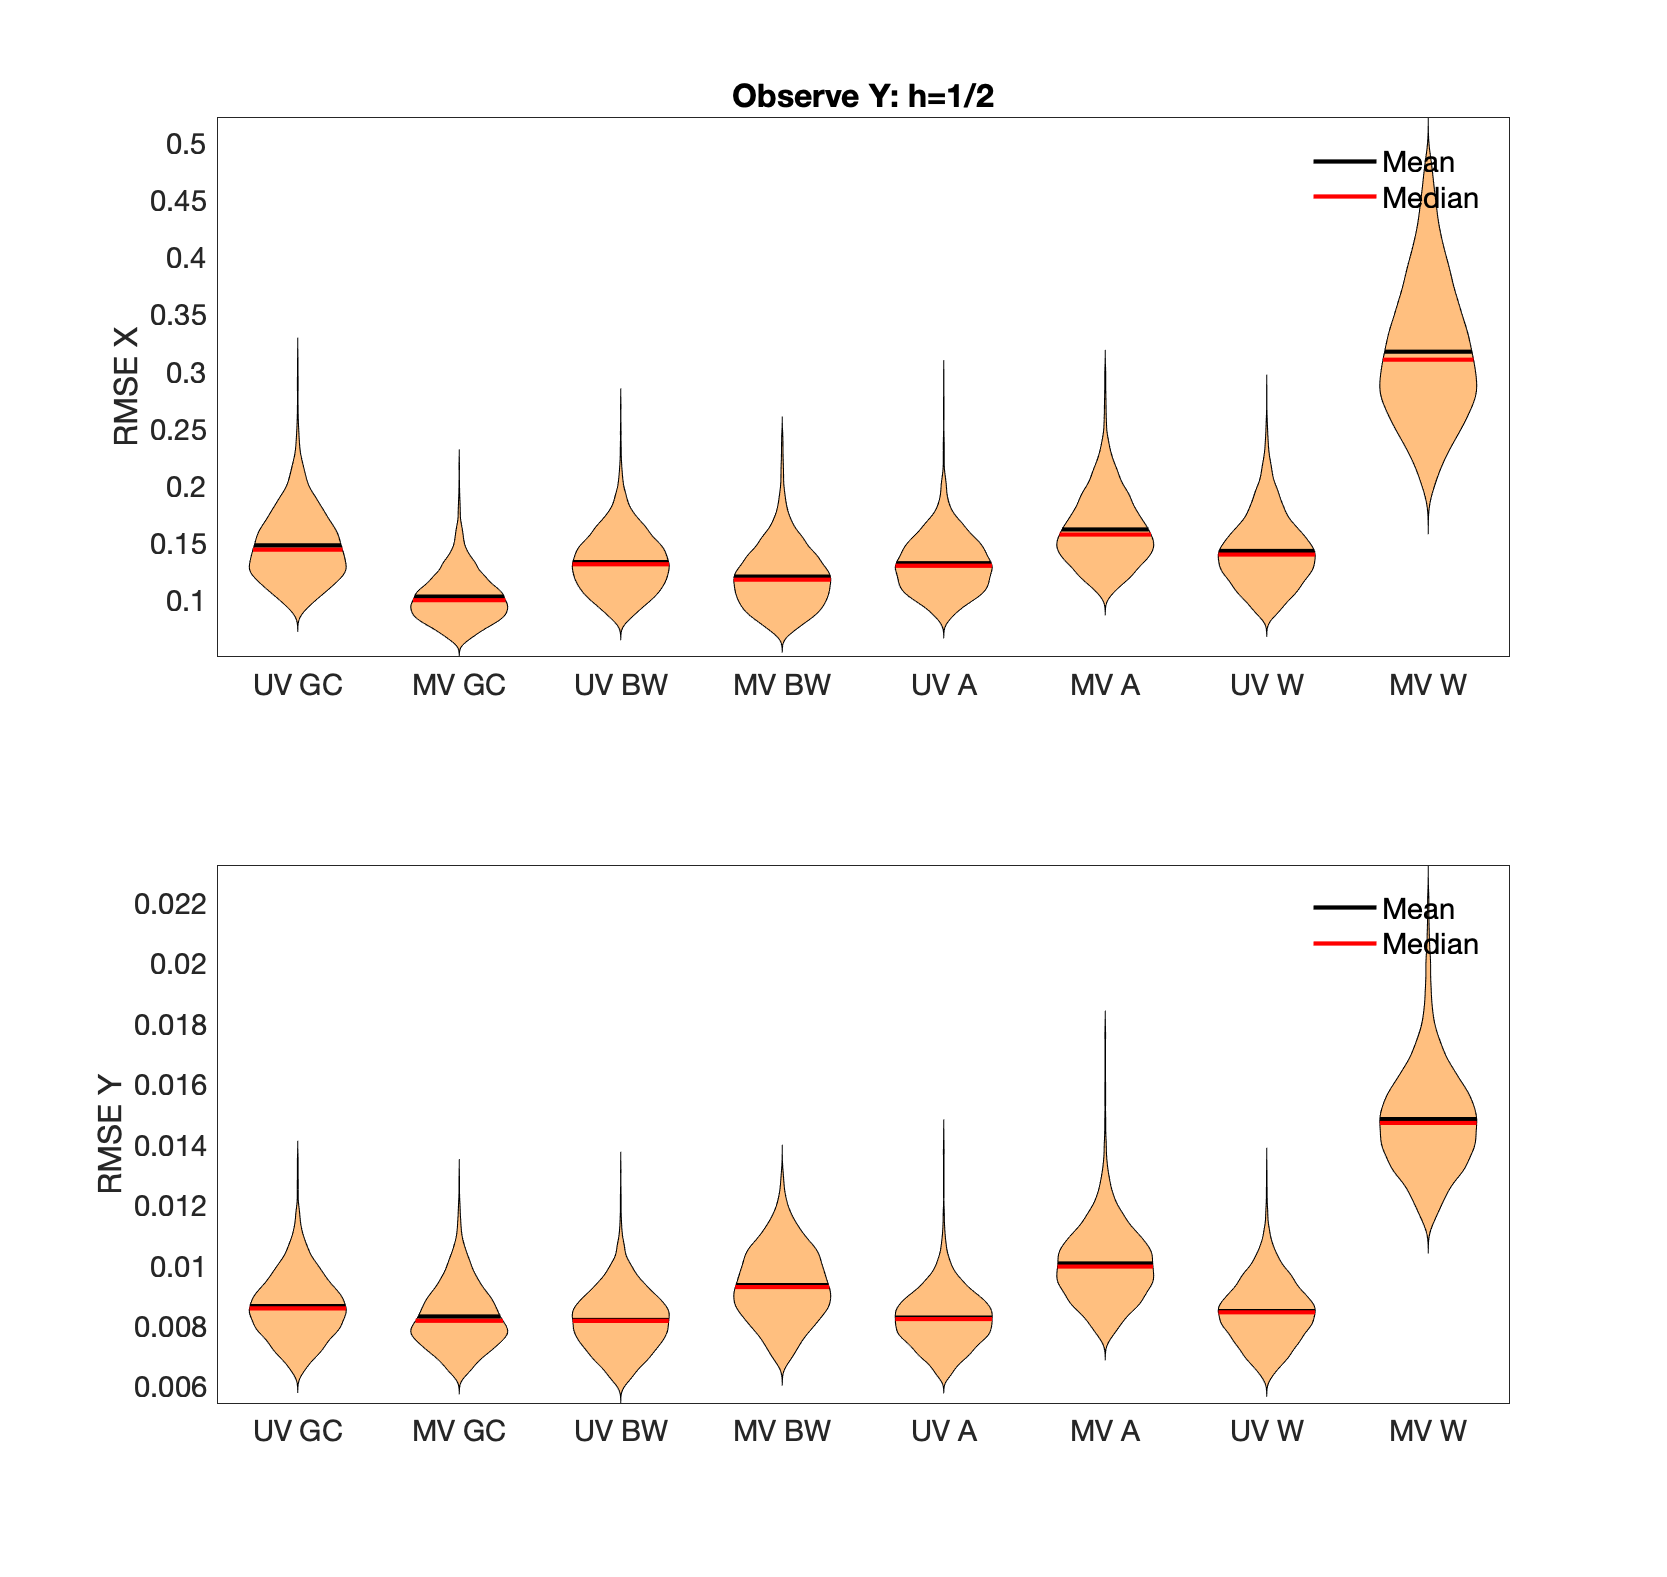 Observe Y: h=1/2
0.5
0.45
0.4
0.35
0.3
0.25
0.2
0.15
0.1
RMSE X
Mean
Median
UV GC MV GC UV BW MV BW UV A MV A UV W MV W
0.022
0.02
0.018
0.016
0.014
0.012
0.01
0.008
0.006
RMSE Y
Mean
Median
UV GC MV GC UV BW MV BW UV A MV A UV W MV W